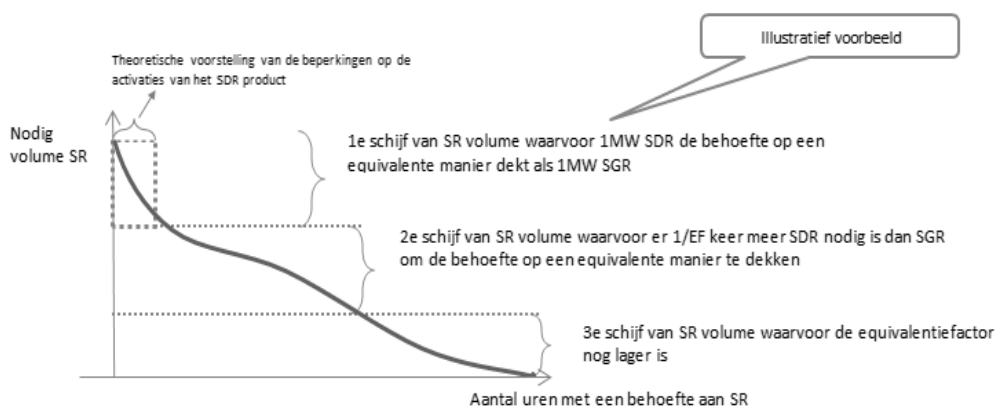 Illustratief voorbeeld
Theoretische voorstelling van de beperkingen op de
activaties van het SDR product
Nodig
volume SR
1e schijf van SR volume waarvoor 1MW SDR de behoefte op een
equivalente manier dekt als 1MW SGR
2e schijf van SR volume waarvoor er 1/EF keer meer SDR nodig is dan SGR
om de behoefte op een equivalente manier te dekken
3e schijf van SR volume waarvoor de equivalentiefactor
nog lager is
Aantal uren met een behoefte aan SR